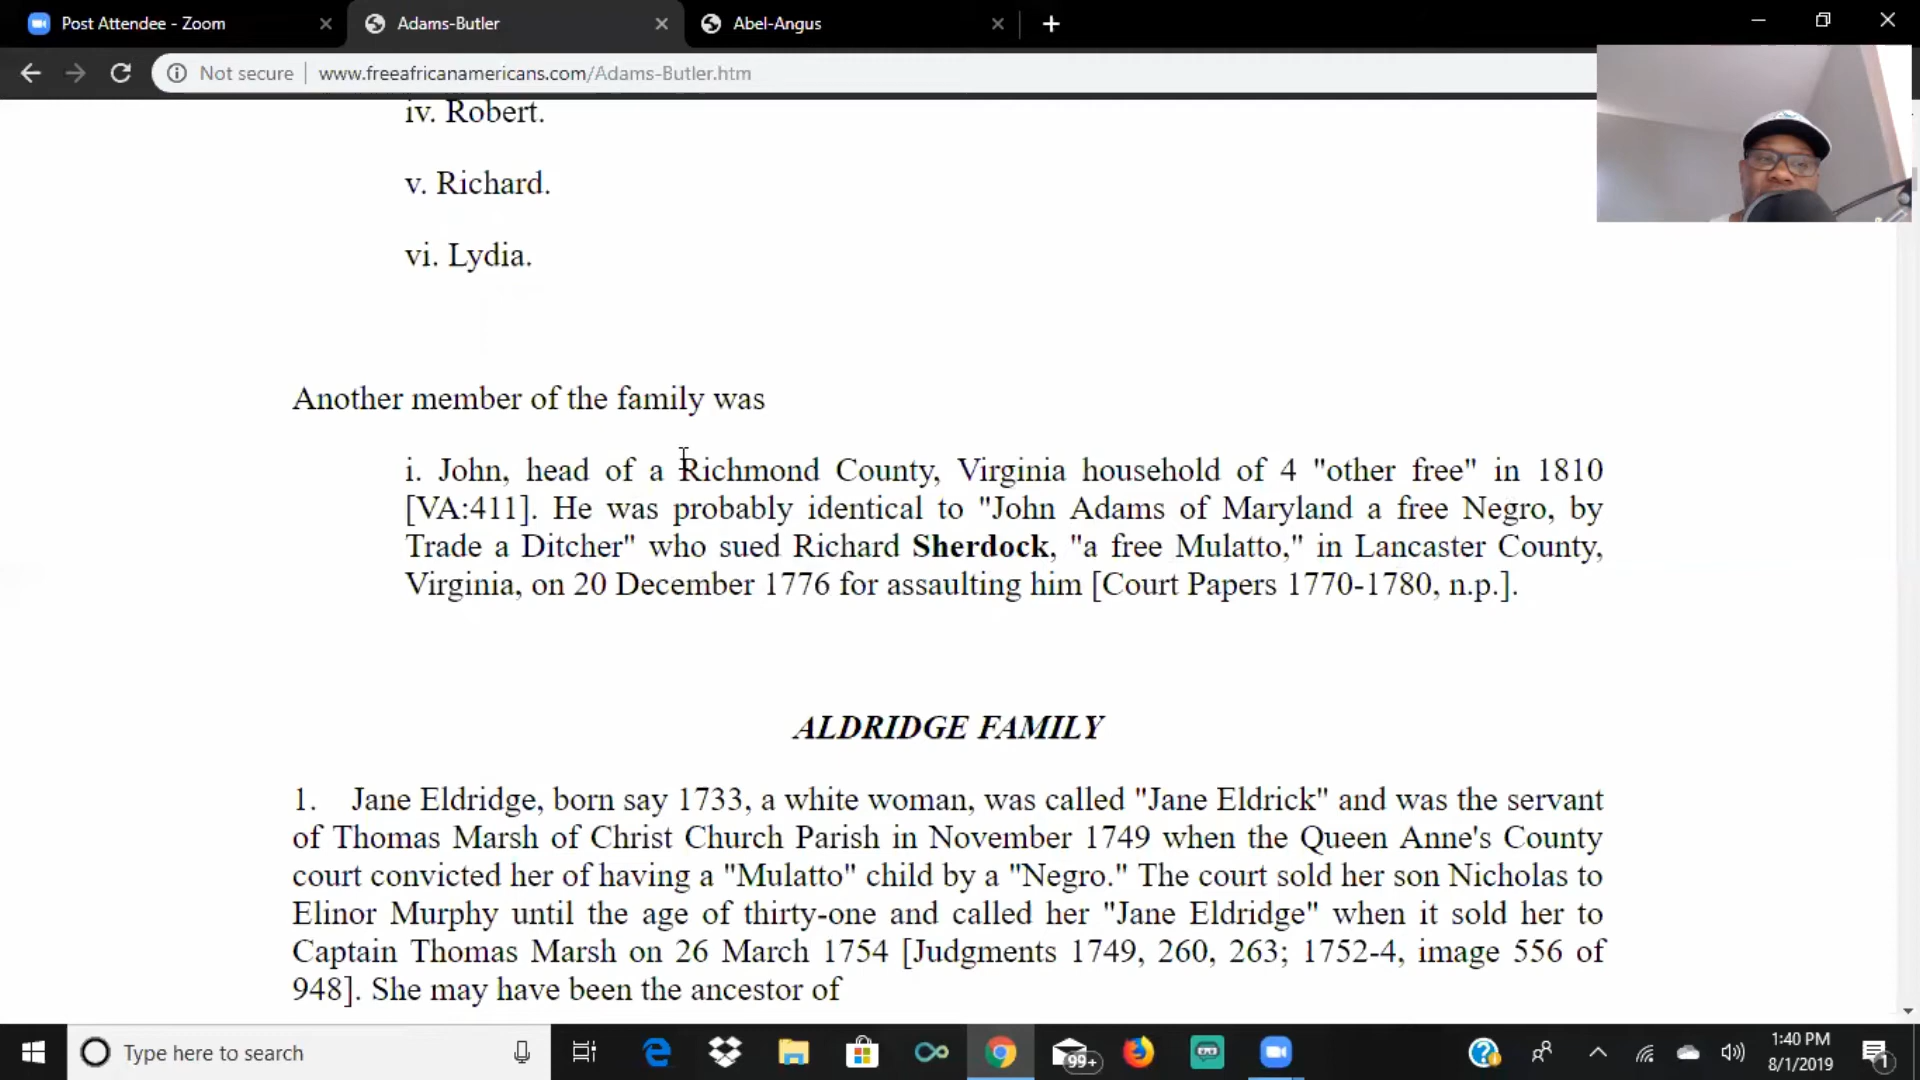 Post Attendee - Zoom
Adams-Butler
Abel-Angus
Not secure
www.freeafricanamericans.com/Adams-Butler.htm
iv. Robert.
v. Richard.
vi. Lydia.
Another member of the family was
i. John, head of a Richmond County, Virginia household of 4 "other free" in 1810
[VA:411]. He was probably identical to "John Adams of Maryland a free Negro, by
Trade a Ditcher" who sued Richard Sherdock, "a free Mulatto," in Lancaster County,
Virginia, on 20 December 1776 for assaulting him [Court Papers 1770-1780, n.p.].
ALDRIDGE FAMILY
1. Jane Eldridge, born say 1733, a white woman, was called "Jane Eldrick" and was the servant
of Thomas Marsh of Christ Church Parish in November 1749 when the Queen Anne's County
court convicted her of having a "Mulatto" child by a "Negro." The court sold her son Nicholas to
Elinor Murphy until the age of thirty-one and called her "Jane Eldridge" when it sold her to
Captain Thomas Marsh on 26 March 1754 [Judgments 1749, 260, 263; 1752-4, image 556 of
948]. She may have been the ancestor of
Type here to search
99+
1:40 PM
8/1/2019
1